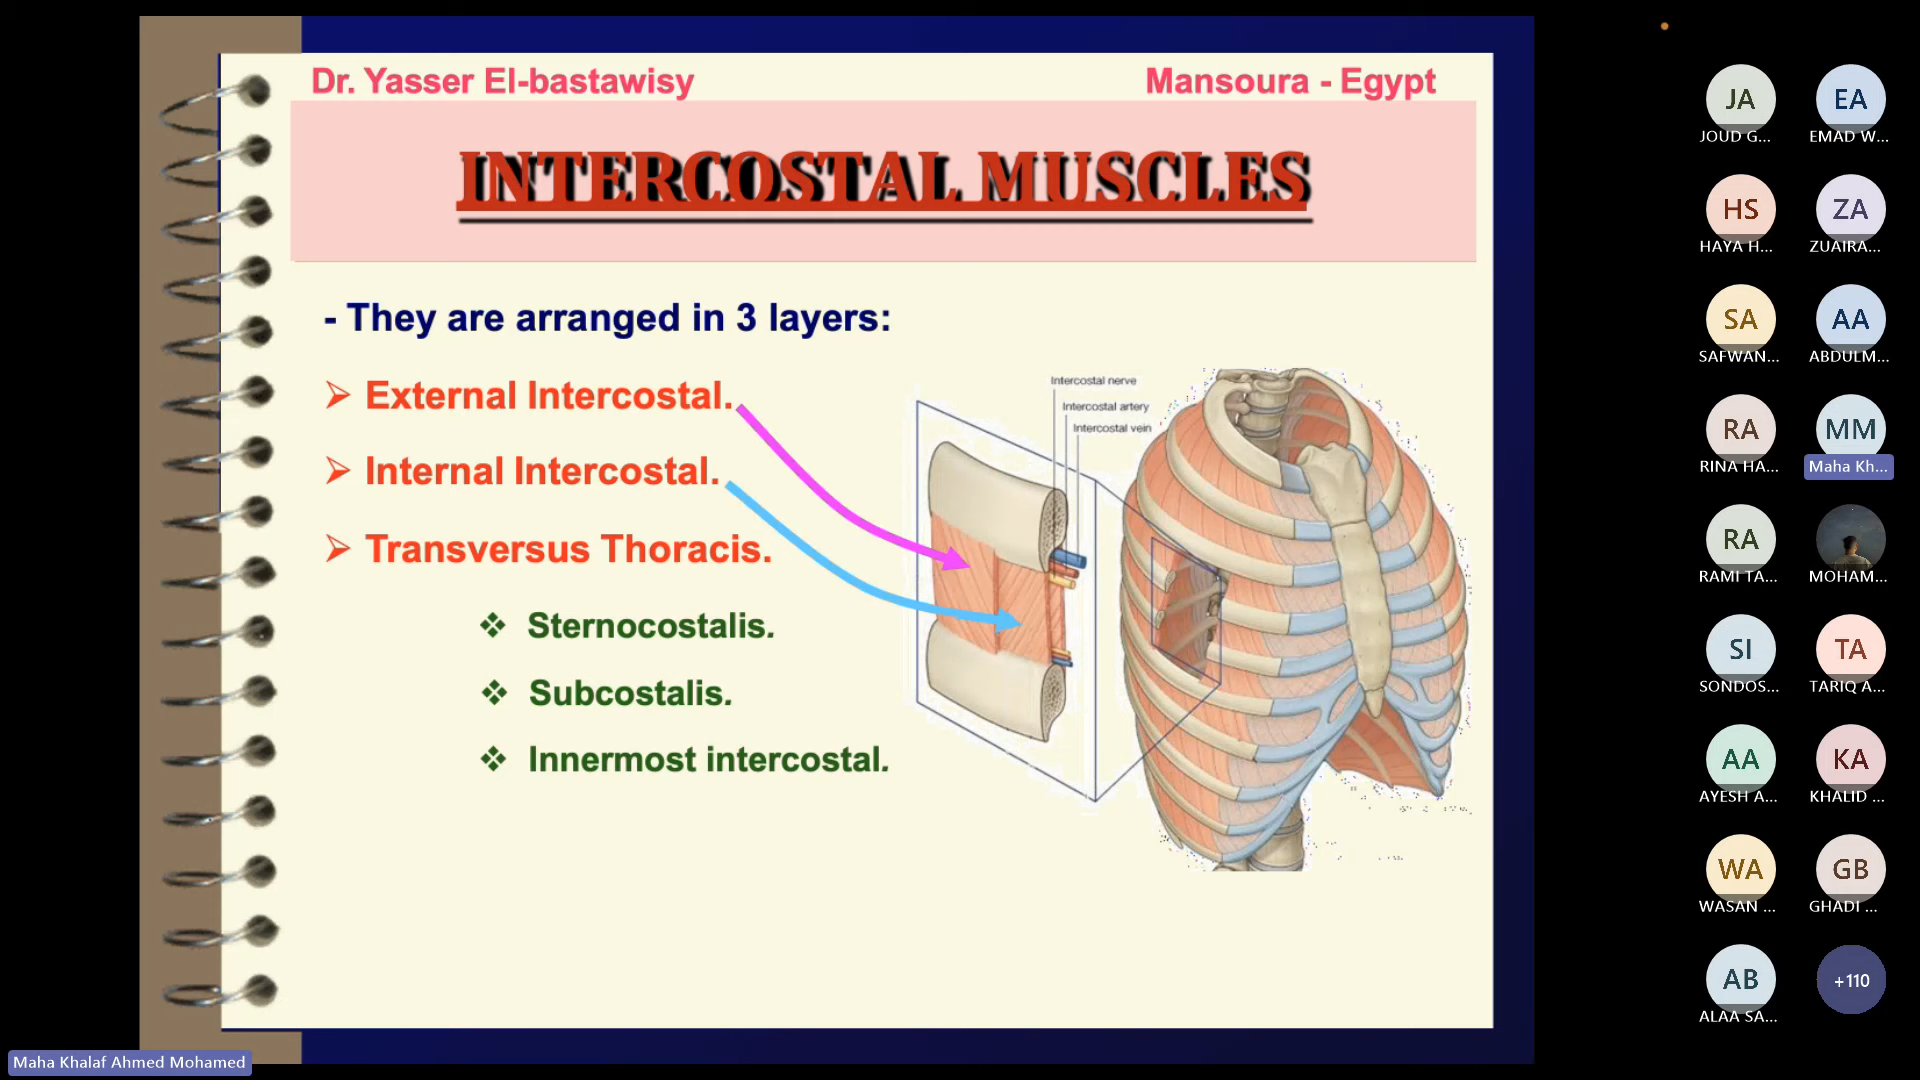 Dr. Yasser El-bastawisy
Mansoura - Egypt
INTERCOSTAL MUSCLES
- They are arranged in 3 layers:
➢ External Intercostal.
➢ Internal Intercostal.
➢ Transversus Thoracis.
❖ Sternocostalis.
❖ Subcostalis.
❖ Innermost intercostal.
Intercostal nerve
Intercostal artery
Intercostal vein
JA
JOUD G...
EA
EMAD W...
HS
HAYA H...
ZA
ZUAIRA...
SA
SAFWAN...
AA
ABDULM...
RA
RINA HA...
MM
Maha Kh...
RA
RAMI TA...
MOHAM...
SI
SONDOS...
TA
TARIQ A...
AA
AYESH A...
KA
KHALID ...
WA
WASAN ...
GB
GHADI ...
AB
ALAA SA...
+110
Maha Khalaf Ahmed Mohamed